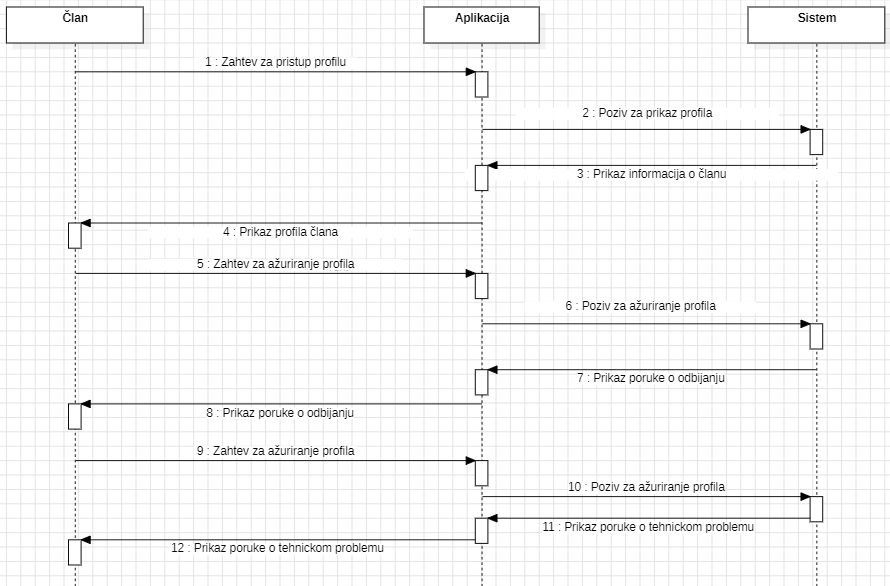 Član
Aplikacija
Sistem
1 : Zahtev za pristup profilu
2 : Poziv za prikaz profila
3 : Prikaz informacija o članu
4 : Prikaz profila člana
5 : Zahtev za ažuriranje profila
6 : Poziv za ažuriranje profila
7 : Prikaz poruke o odbijanju
8 : Prikaz poruke o odbijanju
9 : Zahtev za ažuriranje profila
10 : Poziv za ažuriranje profila
11 : Prikaz poruke o tehnickom problemu
12 : Prikaz poruke o tehnickom problemu